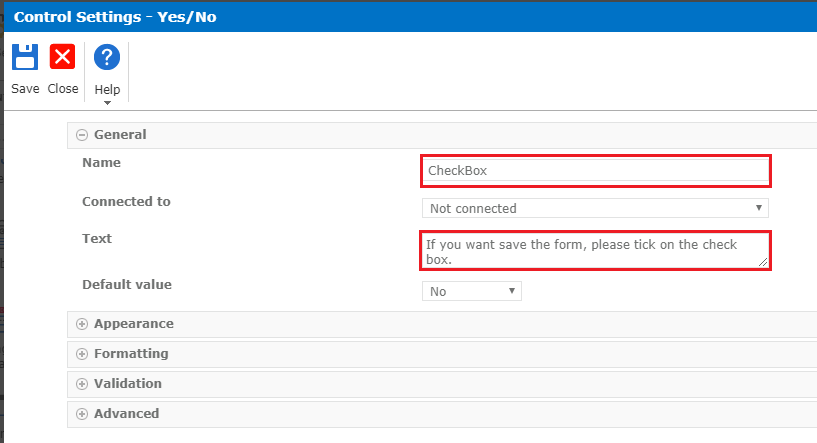 Control Settings - Yes/No
Save Close Help
General
Name
CheckBox
Connected to
Not connected
Text
If you want save the form, please tick on the check
box.
Default value
No
Appearance
Formatting
Validation
Advanced